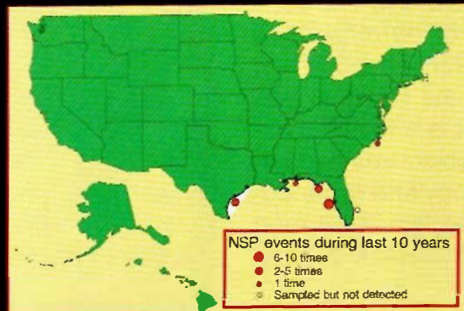 NSP events during last 10 years
6-10 times
2-5 times
1 time
Sampled but not detected